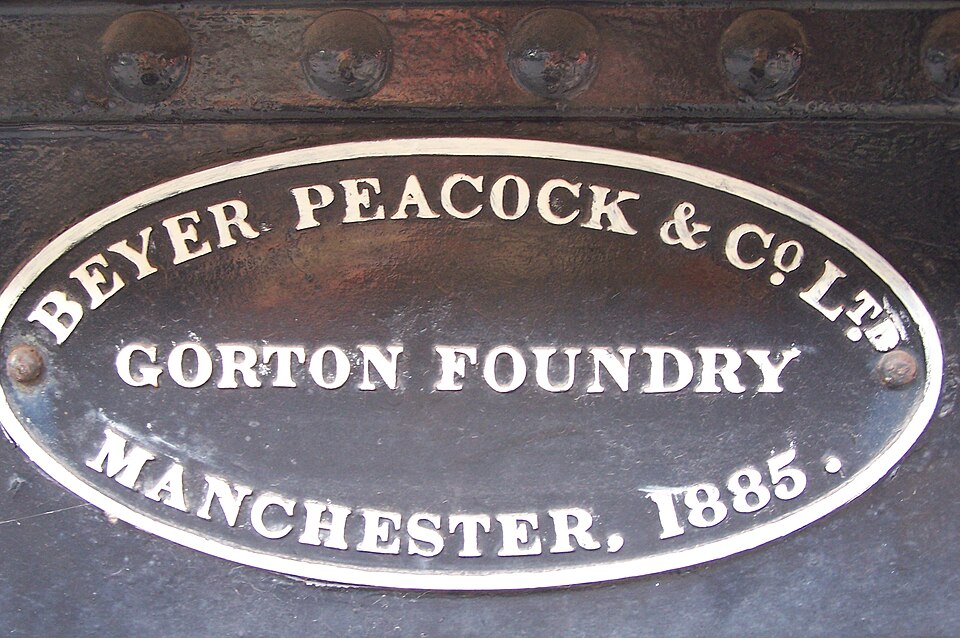 BEYER PEACOCK & Cº. LTD
GORTON FOUNDRY
MANCHESTER, 1885.